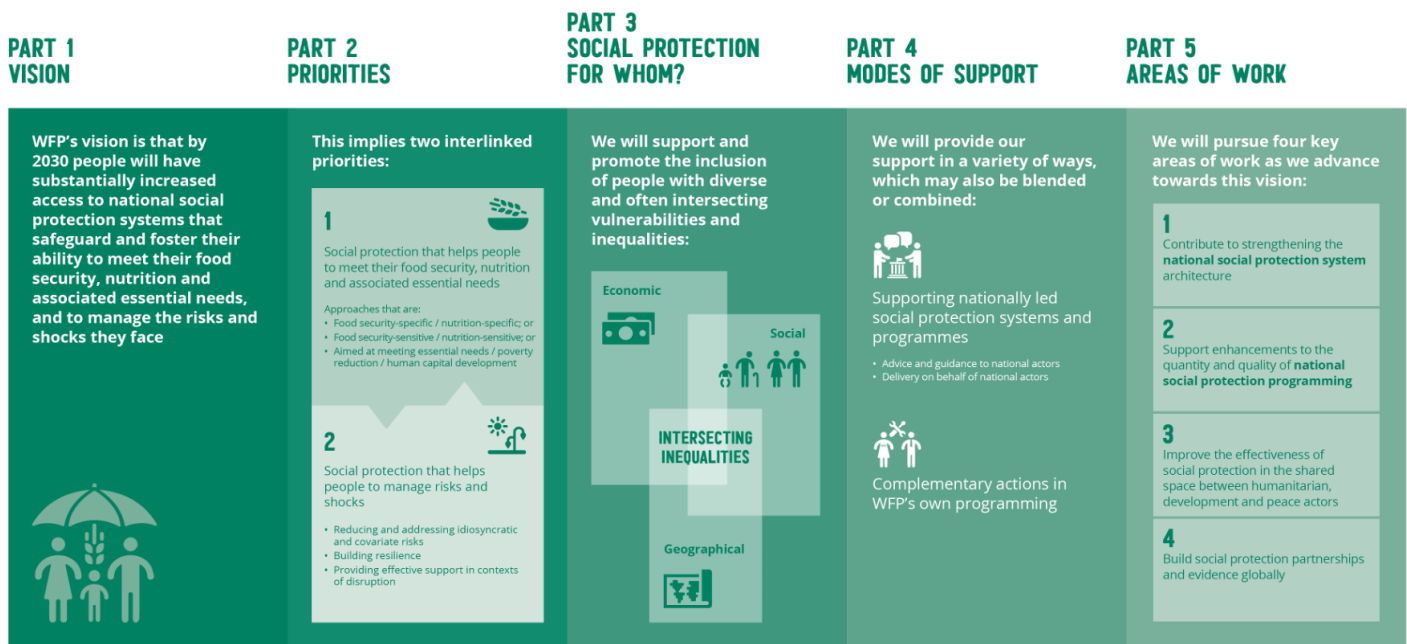 PART 1
VISION
WFP's vision is that by
2030 people will have
substantially increased
access to national social
protection systems that
safeguard and foster their
ability to meet their food
security, nutrition and
associated essential needs,
and to manage the risks and
shocks they face
PART 2
PRIORITIES
This implies two interlinked
priorities:
1
Social protection that helps people
to meet their food security, nutrition
and associated essential needs
Approaches that are:
• Food security-specific / nutrition-specific; or
• Food security-sensitive / nutrition-sensitive; or
• Aimed at meeting essential needs / poverty
reduction / human capital development
2
Social protection that helps
people to manage risks and
shocks
• Reducing and addressing idiosyncratic
and covariate risks
• Building resilience
• Providing effective support in contexts
of disruption
PART 3
SOCIAL PROTECTION
FOR WHOM?
We will support and
promote the inclusion
of people with diverse
and often intersecting
vulnerabilities and
inequalities:
Economic
Social
INTERSECTING
INEQUALITIES
Geographical
PART 4
MODES OF SUPPORT
We will provide our
support in a variety of ways,
which may also be blended
or combined:
Supporting nationally led
social protection systems and
programmes
• Advice and guidance to national actors
• Delivery on behalf of national actors
Complementary actions in
WFP's own programming
PART 5
AREAS OF WORK
We will pursue four key
areas of work as we advance
towards this vision:
1
Contribute to strengthening the
national social protection system
architecture
2
Support enhancements to the
quantity and quality of national
social protection programming
3
Improve the effectiveness of
social protection in the shared
space between humanitarian,
development and peace actors
4
Build social protection partnerships
and evidence globally